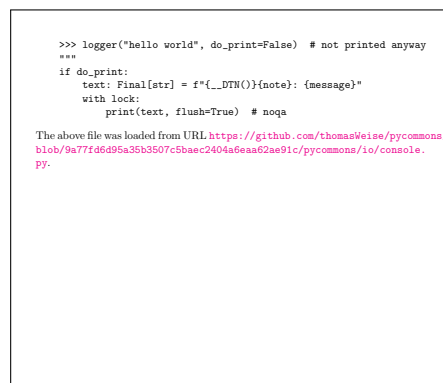 >>> logger("hello world", do_print=False)  # not printed anyway
"""
if do_print:
    text: Final[str] = f"{__DTN()}{note}: {message}"
    with lock:
        print(text, flush=True)  # noqa
The above file was loaded from URL https://github.com/thomasWeise/pycommons
blob/9a77fd6d95a35b3507c5baec2404a6eaa62ae91c/pycommons/io/console.
py.